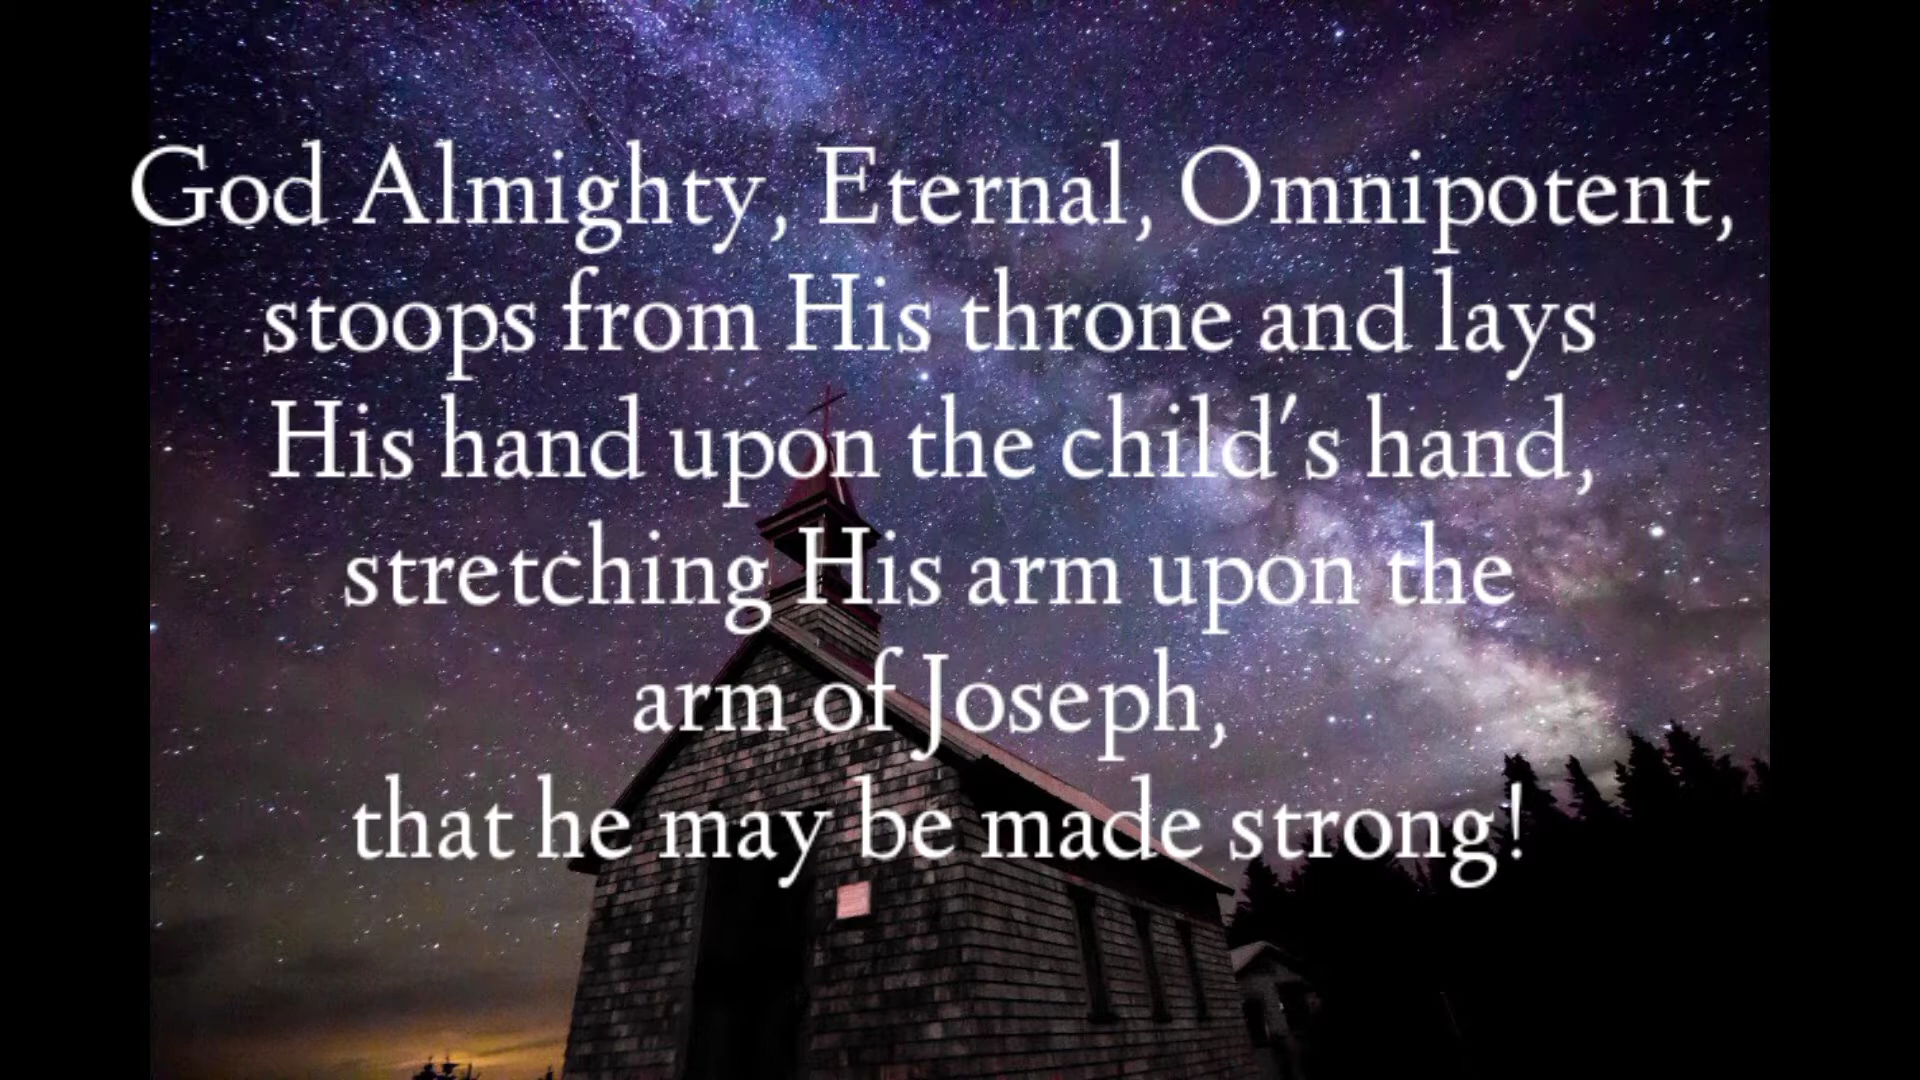 God Almighty, Eternal, Omnipotent,
stoops from His throne and lays
His hand upon the child's hand,
stretching His arm upon the
arm of Joseph,
that he may be made strong!